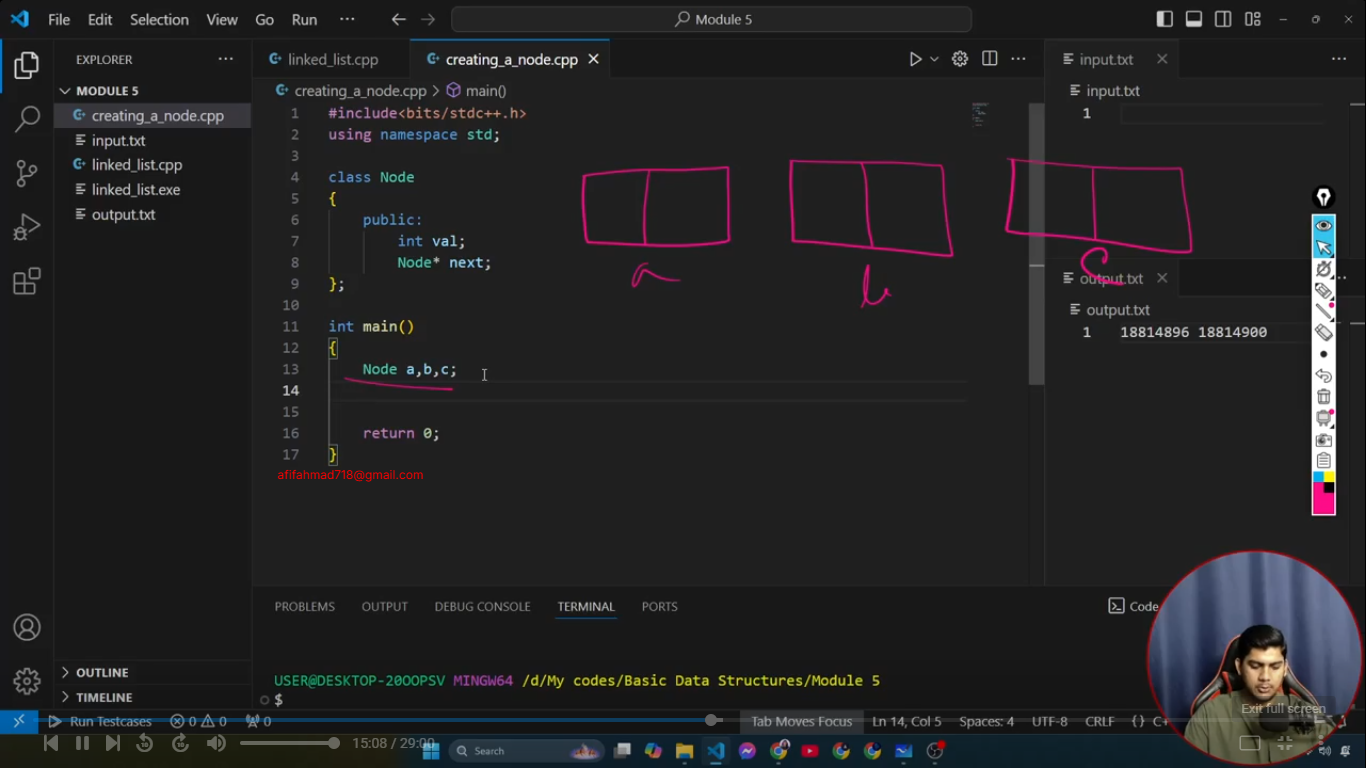 File Edit Selection View Go Run ··· Module 5
EXPLORER ···
MODULE 5
creating_a_node.cpp
input.txt
linked_list.cpp
linked_list.exe
output.txt
OUTLINE
TIMELINE
linked_list.cpp creating_a_node.cpp
creating_a_node.cpp > main()
1 #include<bits/stdc++.h>
2 using namespace std;
3
4 class Node
5 {
6 public:
7 int val;
8 Node* next;
9 };
10
11 int main()
12 {
13 Node a,b,c;
14
15
16 return 0;
17 }
afifahmad718@gmail.com
a b c
input.txt
input.txt
1
output.txt
output.txt
1 18814896 18814900
PROBLEMS OUTPUT DEBUG CONSOLE TERMINAL PORTS Code
USER@DESKTOP-20OOPSV MINGW64 /d/My codes/Basic Data Structures/Module 5
$
Exit full screen
Run Testcases 0 0 0 Tab Moves Focus Ln 14, Col 5 Spaces: 4 UTF-8 CRLF {}
15:08 / 29:00 Search